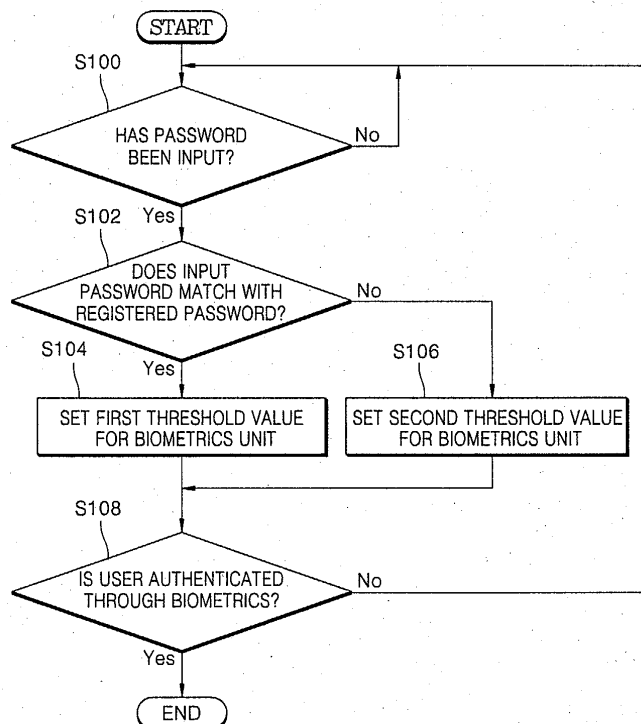 START
S100
HAS PASSWORD
BEEN INPUT?
No
Yes
S102
DOES INPUT
PASSWORD MATCH WITH
REGISTERED PASSWORD?
No
Yes
S104
SET FIRST THRESHOLD VALUE
FOR BIOMETRICS UNIT
S106
SET SECOND THRESHOLD VALUE
FOR BIOMETRICS UNIT
S108
IS USER AUTHENTICATED
THROUGH BIOMETRICS?
No
Yes
END